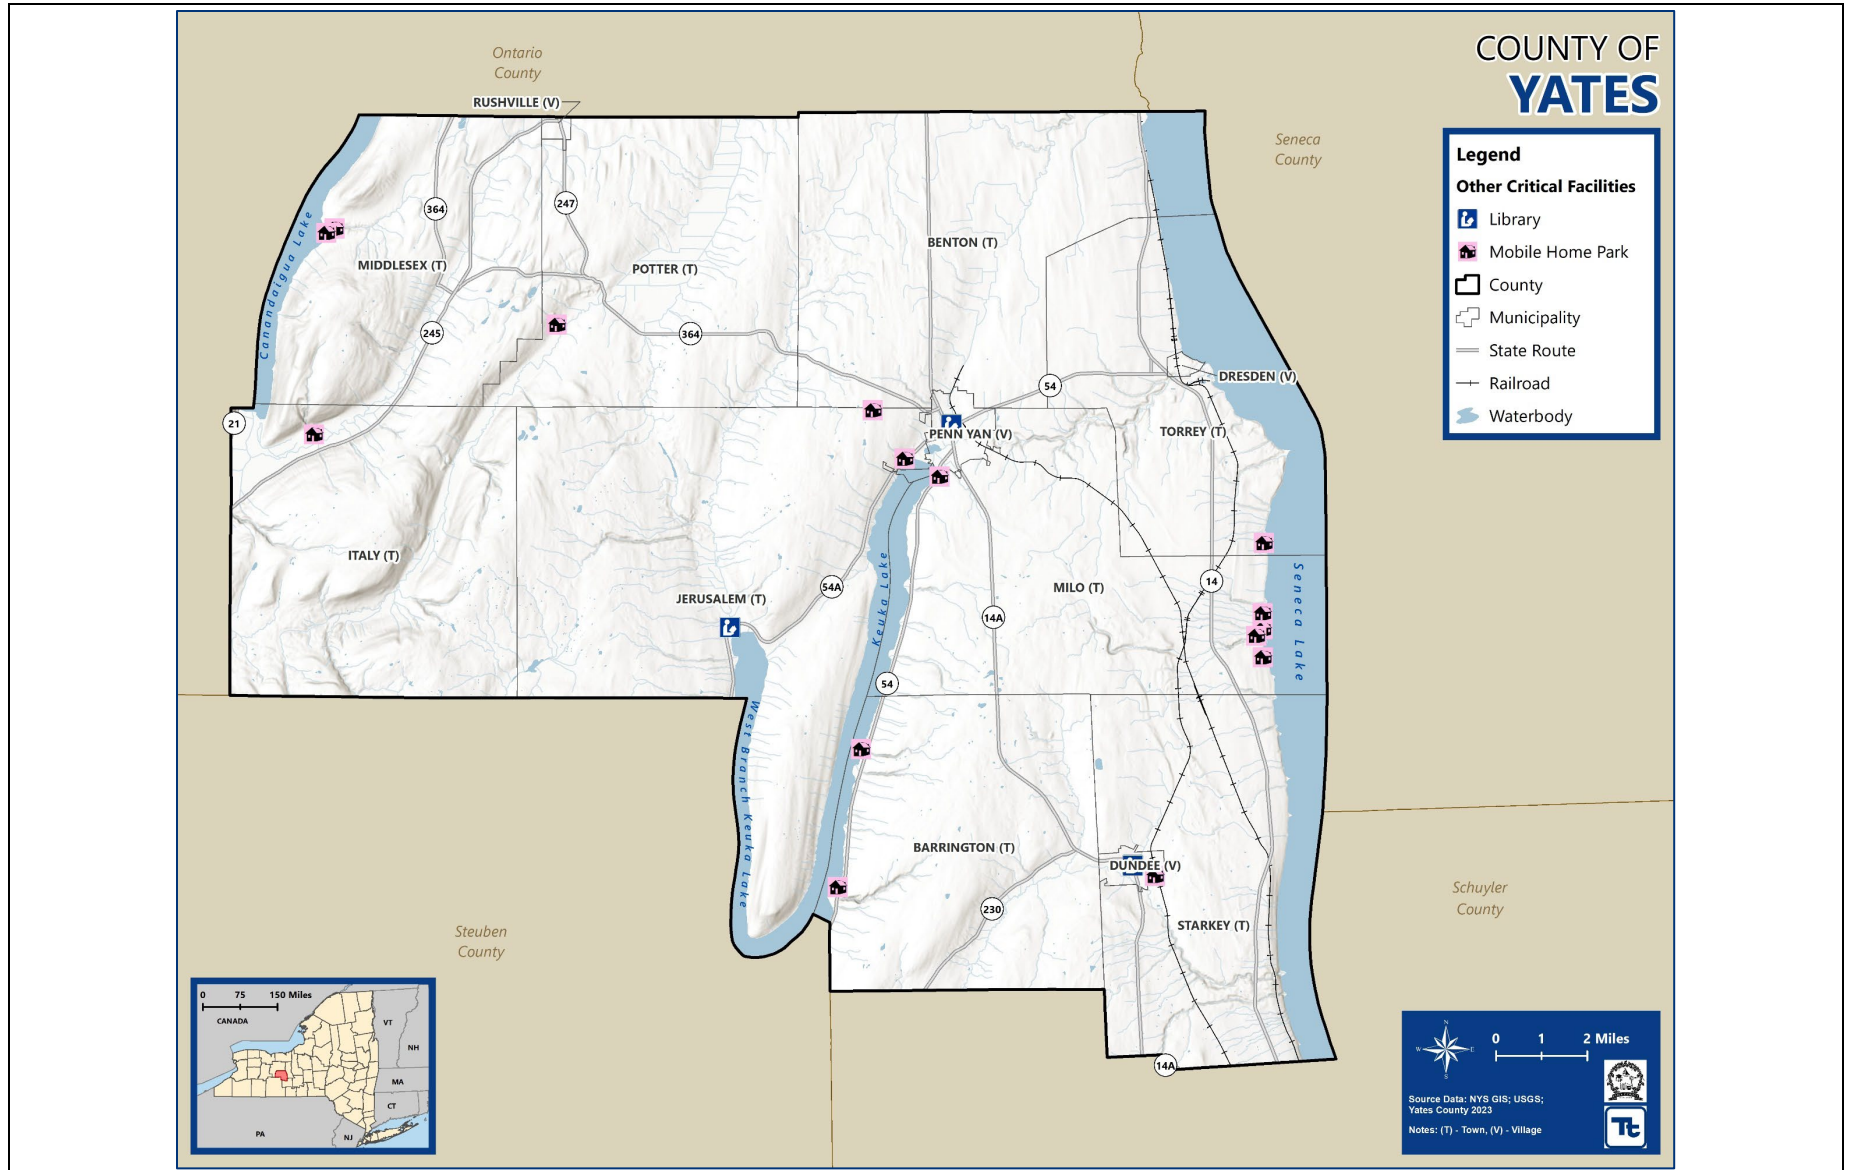 COUNTY OF
YATES
Ontario
County
RUSHVILLE (V)
Seneca
County
Legend
Other Critical Facilities
Library
Mobile Home Park
County
Municipality
State Route
Railroad
Waterbody
364
247
Canandaigua Lake
MIDDLESEX (T)
POTTER (T)
BENTON (T)
245
364
54
DRESDEN (V)
21
PENN YAN (V)
TORREY (T)
ITALY (T)
JERUSALEM (T)
54A
Keuka Lake
MILO (T)
14
14A
Seneca Lake
54
West Branch Keuka Lake
BARRINGTON (T)
DUNDEE (V)
230
STARKEY (T)
Schuyler
County
Steuben
County
14A
0 75 150 Miles
CANADA
VT
NH
MA
CT
PA
NJ
N
W E
S
0 1 2 Miles
Source Data: NYS GIS; USGS;
Yates County 2023
Notes: (T) - Town, (V) - Village
Tt